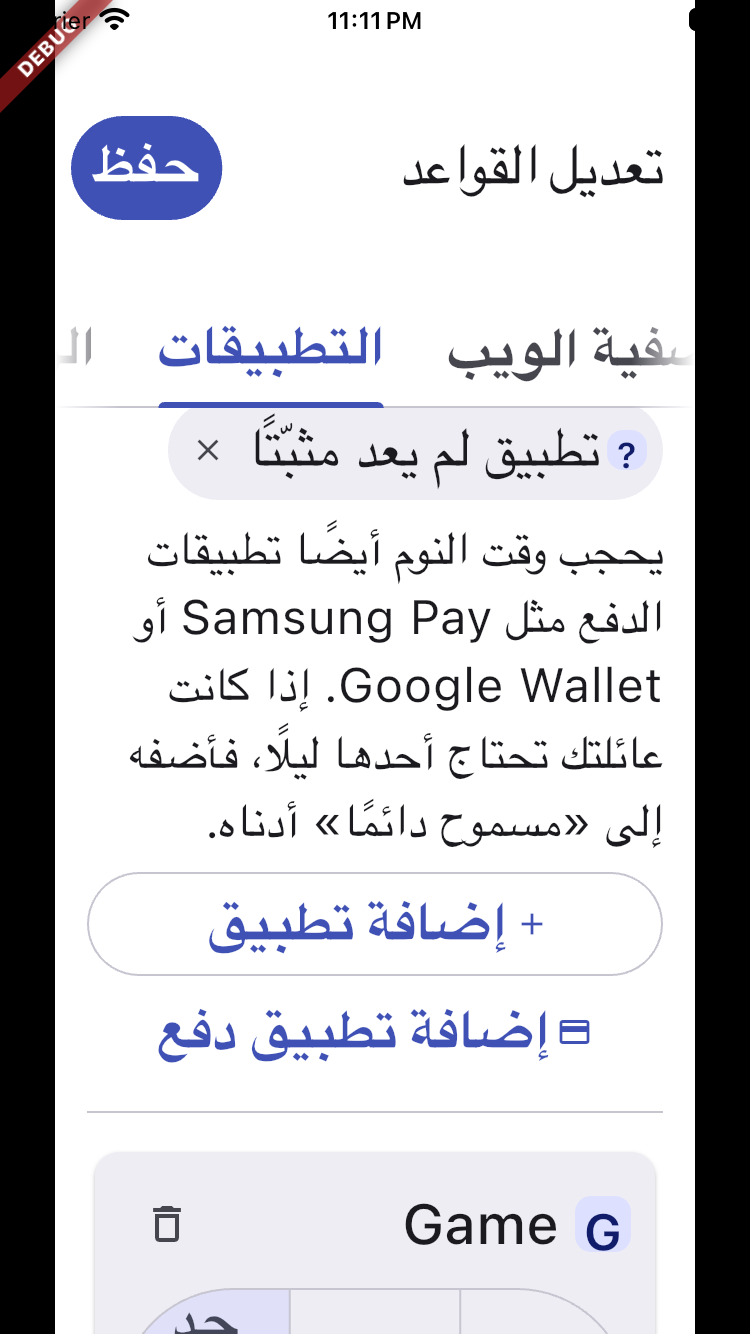 11:11 PM
DEBUG
تعديل القواعد
حفظ
التطبيقات
الويب
? تطبيق لم يعد مثبّتًا
يحجب وقت النوم أيضًا تطبيقات
الدفع مثل Samsung Pay أو
Google Wallet. إذا كانت
عائلتك تحتاج أحدها ليلًا، فأضفه
إلى «مسموح دائمًا» أدناه.
+ إضافة تطبيق
إضافة تطبيق دفع
G Game